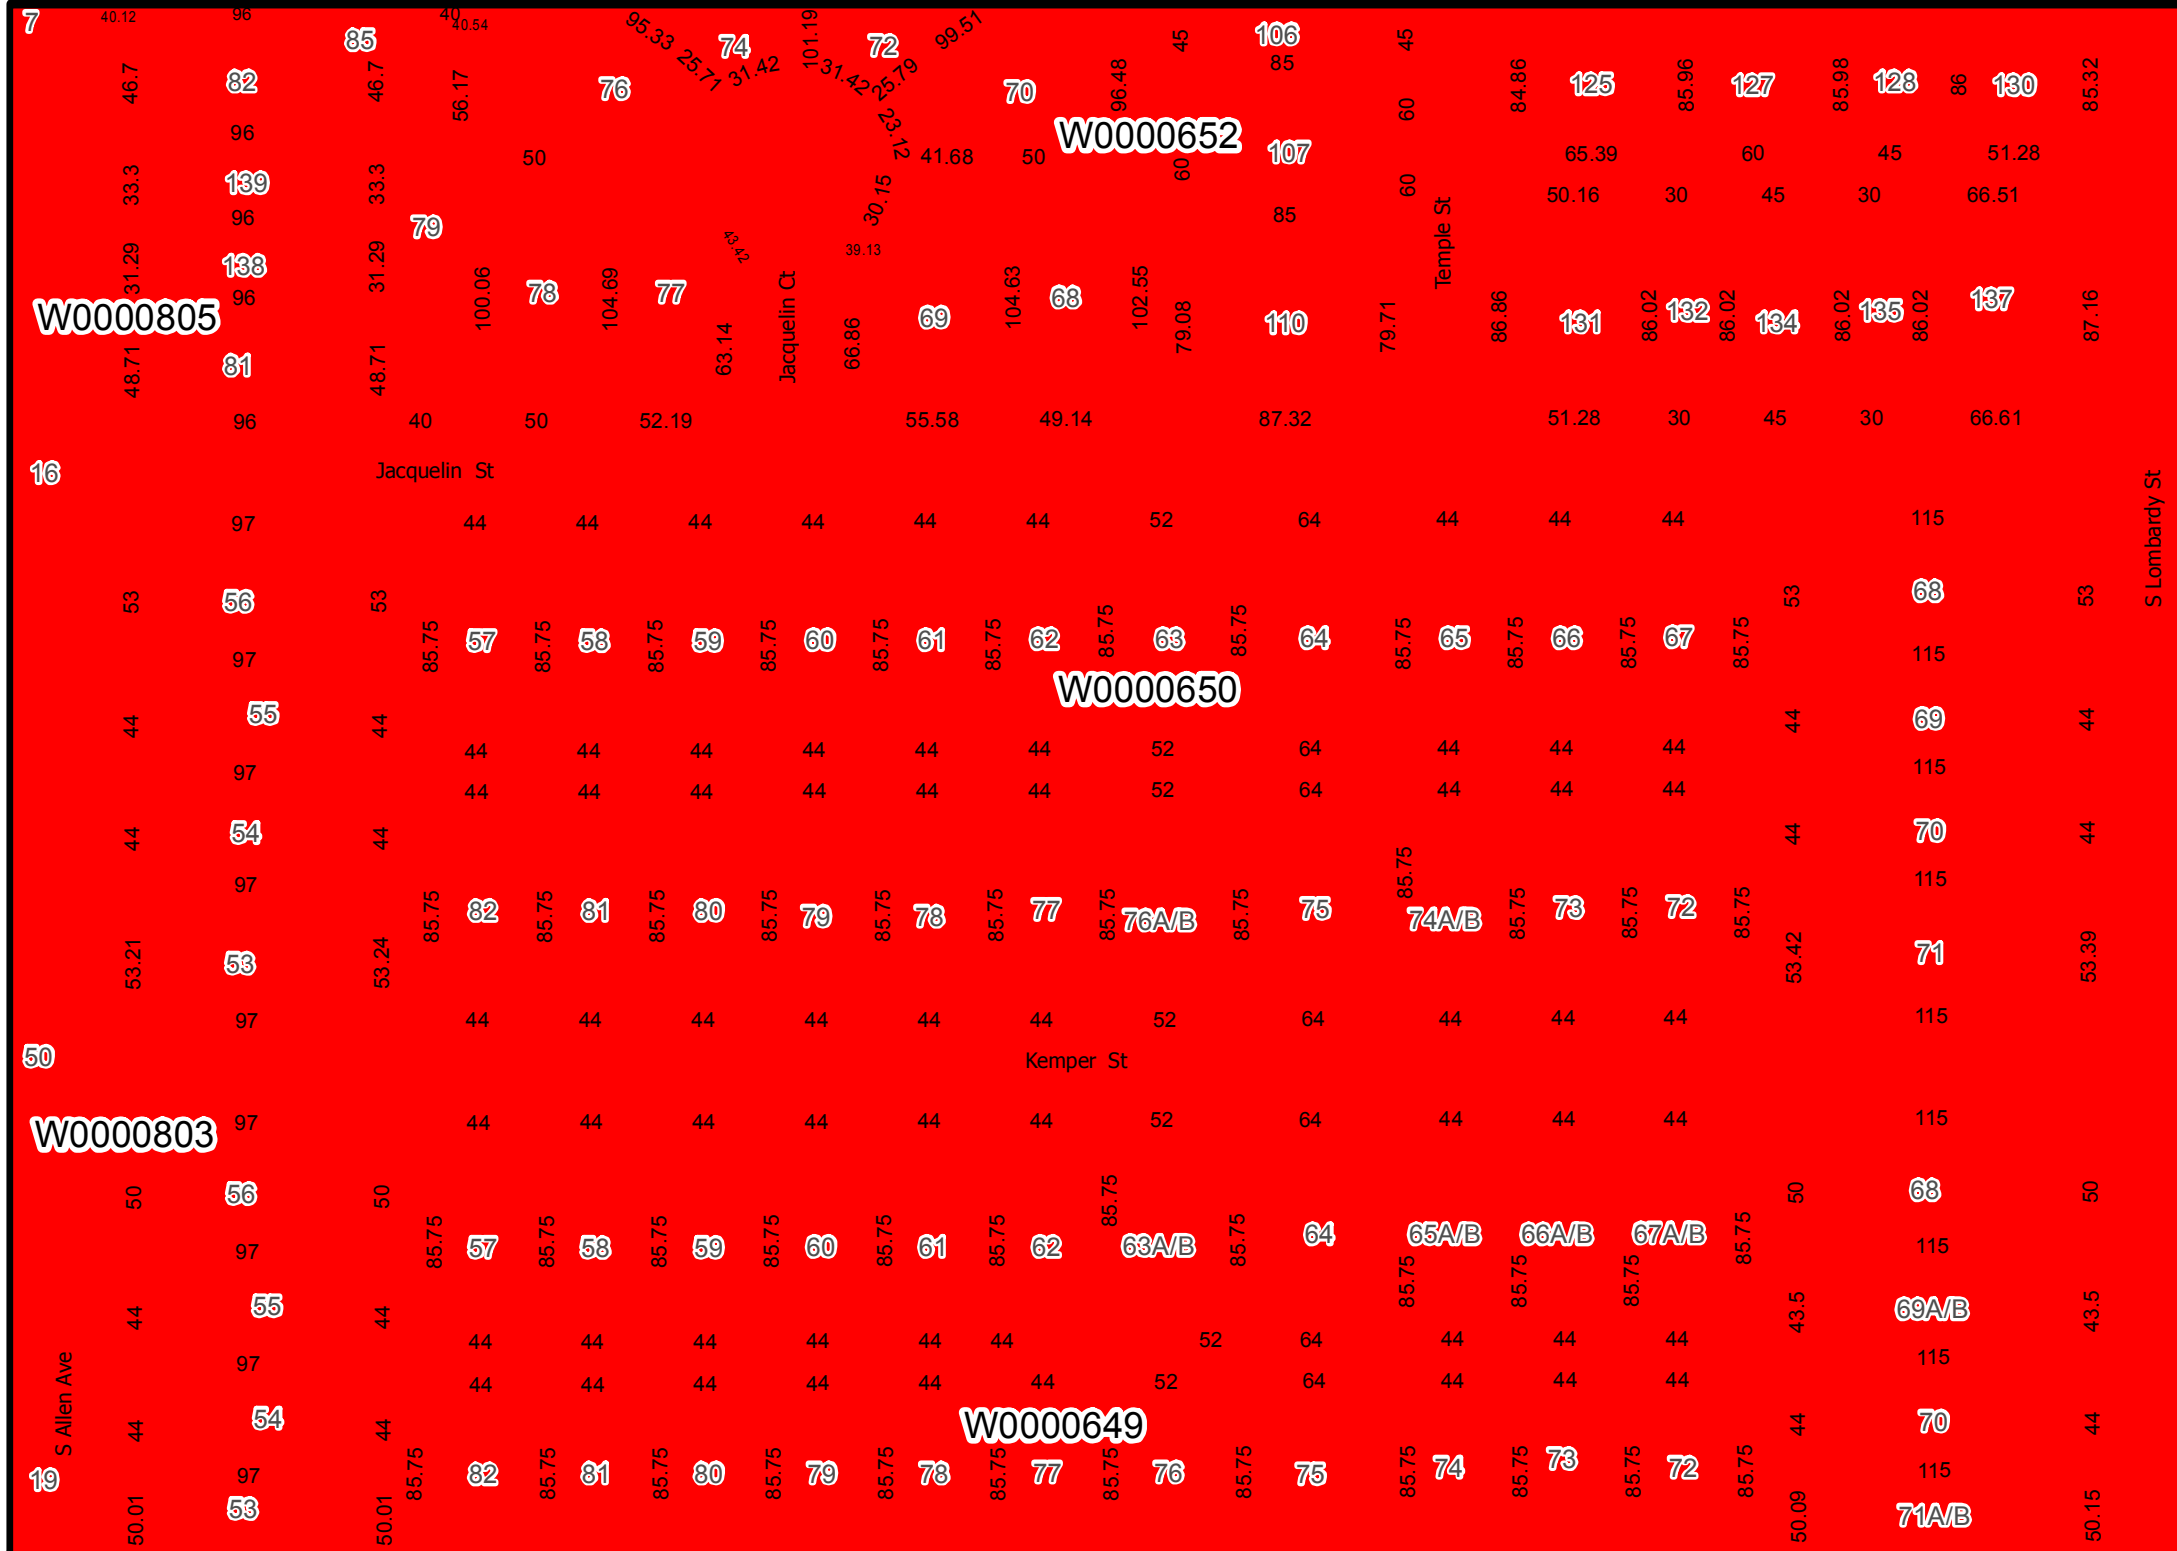 7 40.12 96 40 40.54 95.33 25.71 74 31.42 101.19 72 31.42 25.79 99.51 45 106 45
85 85
46.7 82 46.7 56.17 76 70 96.48 60 84.86 125 85.96 127 85.98 128 86 130 85.32
96 23.12 W0000652
50 41.68 50 60 107 65.39 60 45 51.28
33.3 139 33.3 30.15 60 50.16 30 45 30 66.51
96 79 85
43.42 39.13 Temple St
31.29 138 31.29
96 100.06 78 104.69 77 Jacquelin Ct 104.63 68 102.55 137
W0000805 63.14 66.86 69 79.08 110 79.71 86.86 131 86.02 132 86.02 134 86.02 135 86.02 87.16
48.71 81 48.71
96 40 50 52.19 55.58 49.14 87.32 51.28 30 45 30 66.61
16 Jacquelin St
97 44 44 44 44 44 44 52 64 44 44 44 115 S Lombardy St
53 56 53 53 68 53
85.75 57 85.75 58 85.75 59 85.75 60 85.75 61 85.75 62 85.75 63 85.75 64 85.75 65 85.75 66 85.75 67 85.75
97 115
W0000650
44 55 44 44 69 44
44 44 44 44 44 44 52 64 44 44 44
97 115
44 44 44 44 44 44 52 64 44 44 44
44 54 44 44 70 44
97 115
85.75 82 85.75 81 85.75 80 85.75 79 85.75 78 85.75 77 85.75 76A/B 85.75 75 85.75 74A/B 85.75 73 85.75 72 85.75
53.21 53 53.24 53.42 71 53.39
97 44 44 44 44 44 44 52 64 44 44 44 115
50 Kemper St
97 44 44 44 44 44 44 52 64 44 44 44 115
W0000803
50 56 50 85.75 50 68 50
85.75 57 85.75 58 85.75 59 85.75 60 85.75 61 85.75 62 63A/B 85.75 64 65A/B 66A/B 67A/B 85.75
97 85.75 85.75 85.75 115
44 55 44 43.5 69A/B 43.5
44 44 44 44 44 44 52 64 44 44 44
97 115
44 44 44 44 44 44 52 64 44 44 44
S Allen Ave
44 54 44 W0000649 44 70 44
19 97 85.75 82 85.75 81 85.75 80 85.75 79 85.75 78 85.75 77 85.75 76 85.75 75 85.75 74 85.75 73 85.75 72 85.75 115
50.01 53 50.01 50.09 71A/B 50.15